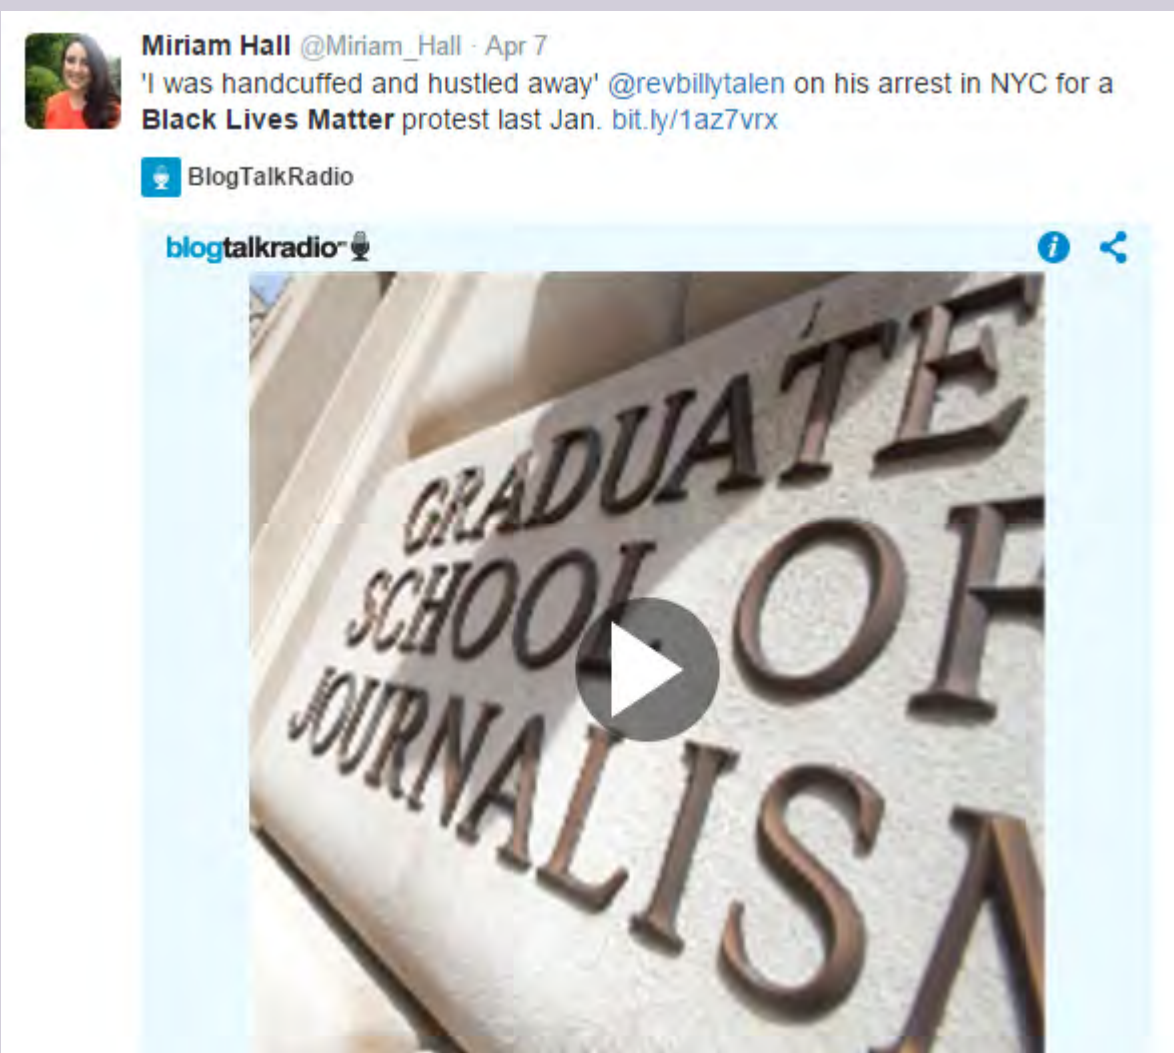 Miriam Hall @Miriam_Hall · Apr 7
'I was handcuffed and hustled away' @revbillytalen on his arrest in NYC for a
Black Lives Matter protest last Jan. bit.ly/1az7vrx
BlogTalkRadio
blogtalkradio
GRADUATE
SCHOOL OF
JOURNALISM